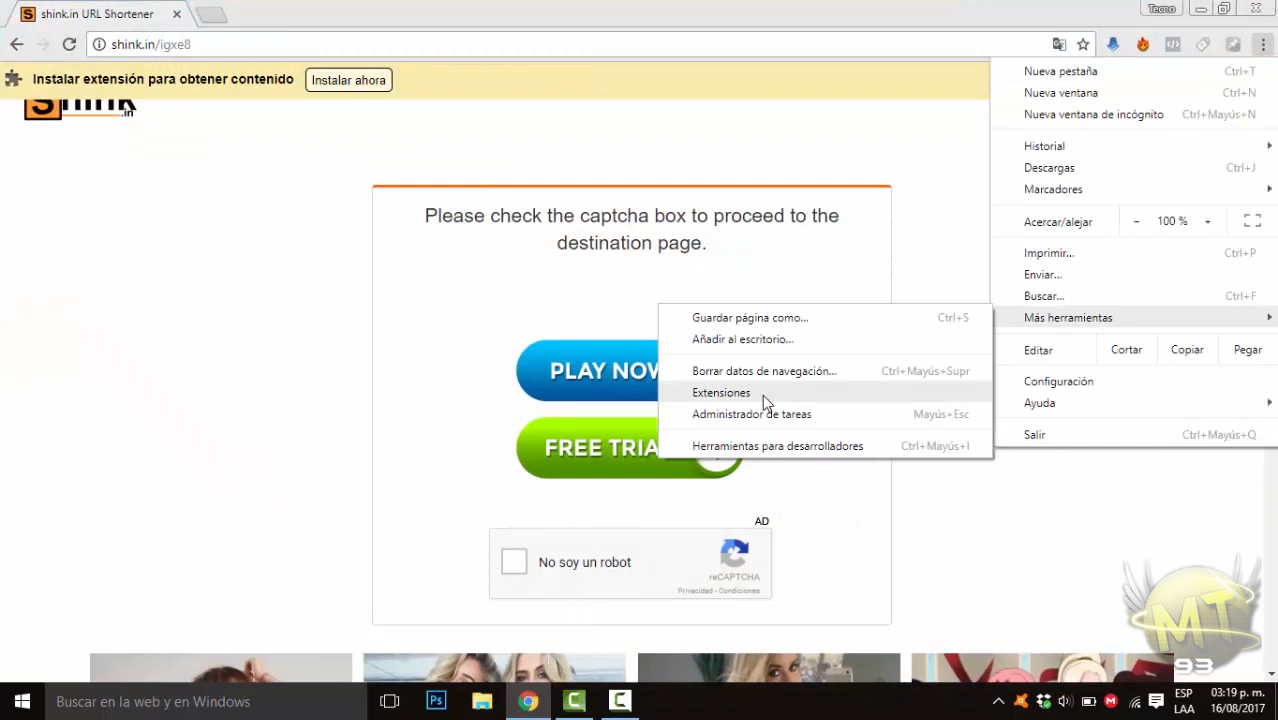 shink.in URL Shortener
Tecno
shink.in/igxe8
Instalar extensión para obtener contenido
Instalar ahora
Shink
.in
Please check the captcha box to proceed to the
destination page.
PLAY NOW
FREE TRIA
AD
No soy un robot
reCAPTCHA
Privacidad - Condiciones
Nueva pestaña Ctrl+T
Nueva ventana Ctrl+N
Nueva ventana de incógnito Ctrl+Mayús+N
Historial
Descargas Ctrl+J
Marcadores
Acercar/alejar - 100 % +
Imprimir... Ctrl+P
Enviar...
Buscar... Ctrl+F
Más herramientas
Editar Cortar Copiar Pegar
Configuración
Ayuda
Salir Ctrl+Mayús+Q
Guardar página como... Ctrl+S
Añadir al escritorio...
Borrar datos de navegación... Ctrl+Mayús+Supr
Extensiones
Administrador de tareas Mayús+Esc
Herramientas para desarrolladores Ctrl+Mayús+I
MT
93
Buscar en la web y en Windows
Ps
ESP
LAA
03:19 p. m.
16/08/2017